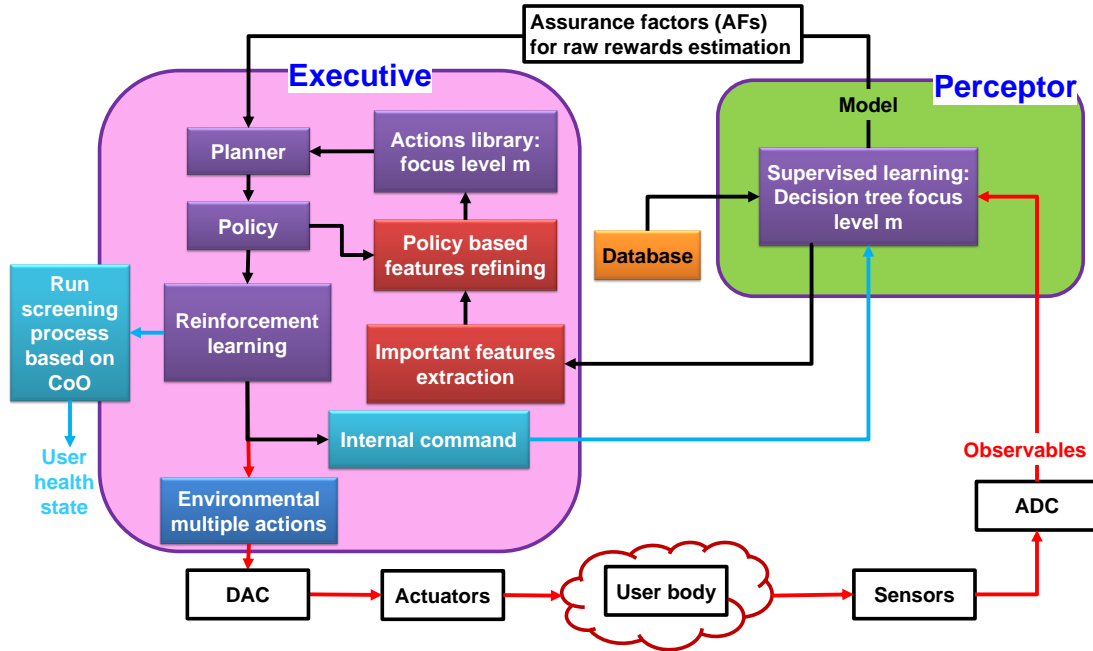 Assurance factors (AFs)
for raw rewards estimation
Executive
Perceptor
Model
Planner
Actions library:
focus level m
Supervised learning:
Decision tree focus
level m
Policy
Policy based
features refining
Database
Run
screening
process
based on
CoO
Reinforcement
learning
Important features
extraction
Internal command
User
health
state
Observables
Environmental
multiple actions
ADC
DAC
Actuators
User body
Sensors